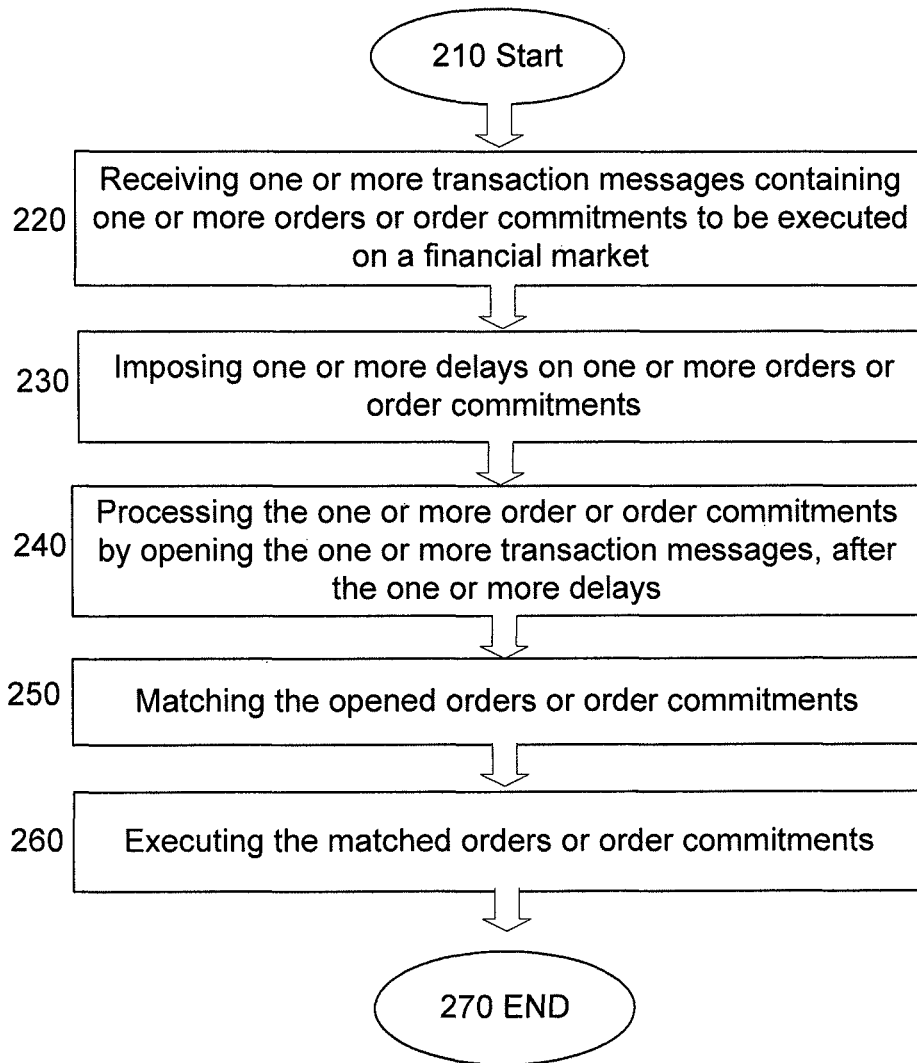 210 Start
220
Receiving one or more transaction messages containing
one or more orders or order commitments to be executed
on a financial market
230
Imposing one or more delays on one or more orders or
order commitments
240
Processing the one or more order or order commitments
by opening the one or more transaction messages, after
the one or more delays
250
Matching the opened orders or order commitments
260
Executing the matched orders or order commitments
270 END